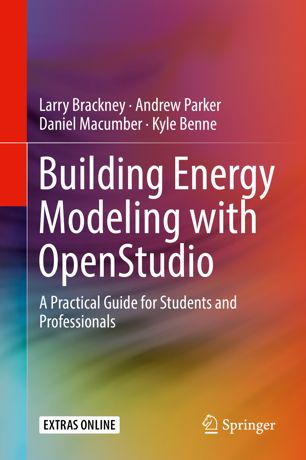 Larry Brackney · Andrew Parker
Daniel Macumber · Kyle Benne
Building Energy
Modeling with
OpenStudio
A Practical Guide for Students and
Professionals
EXTRAS ONLINE
Springer